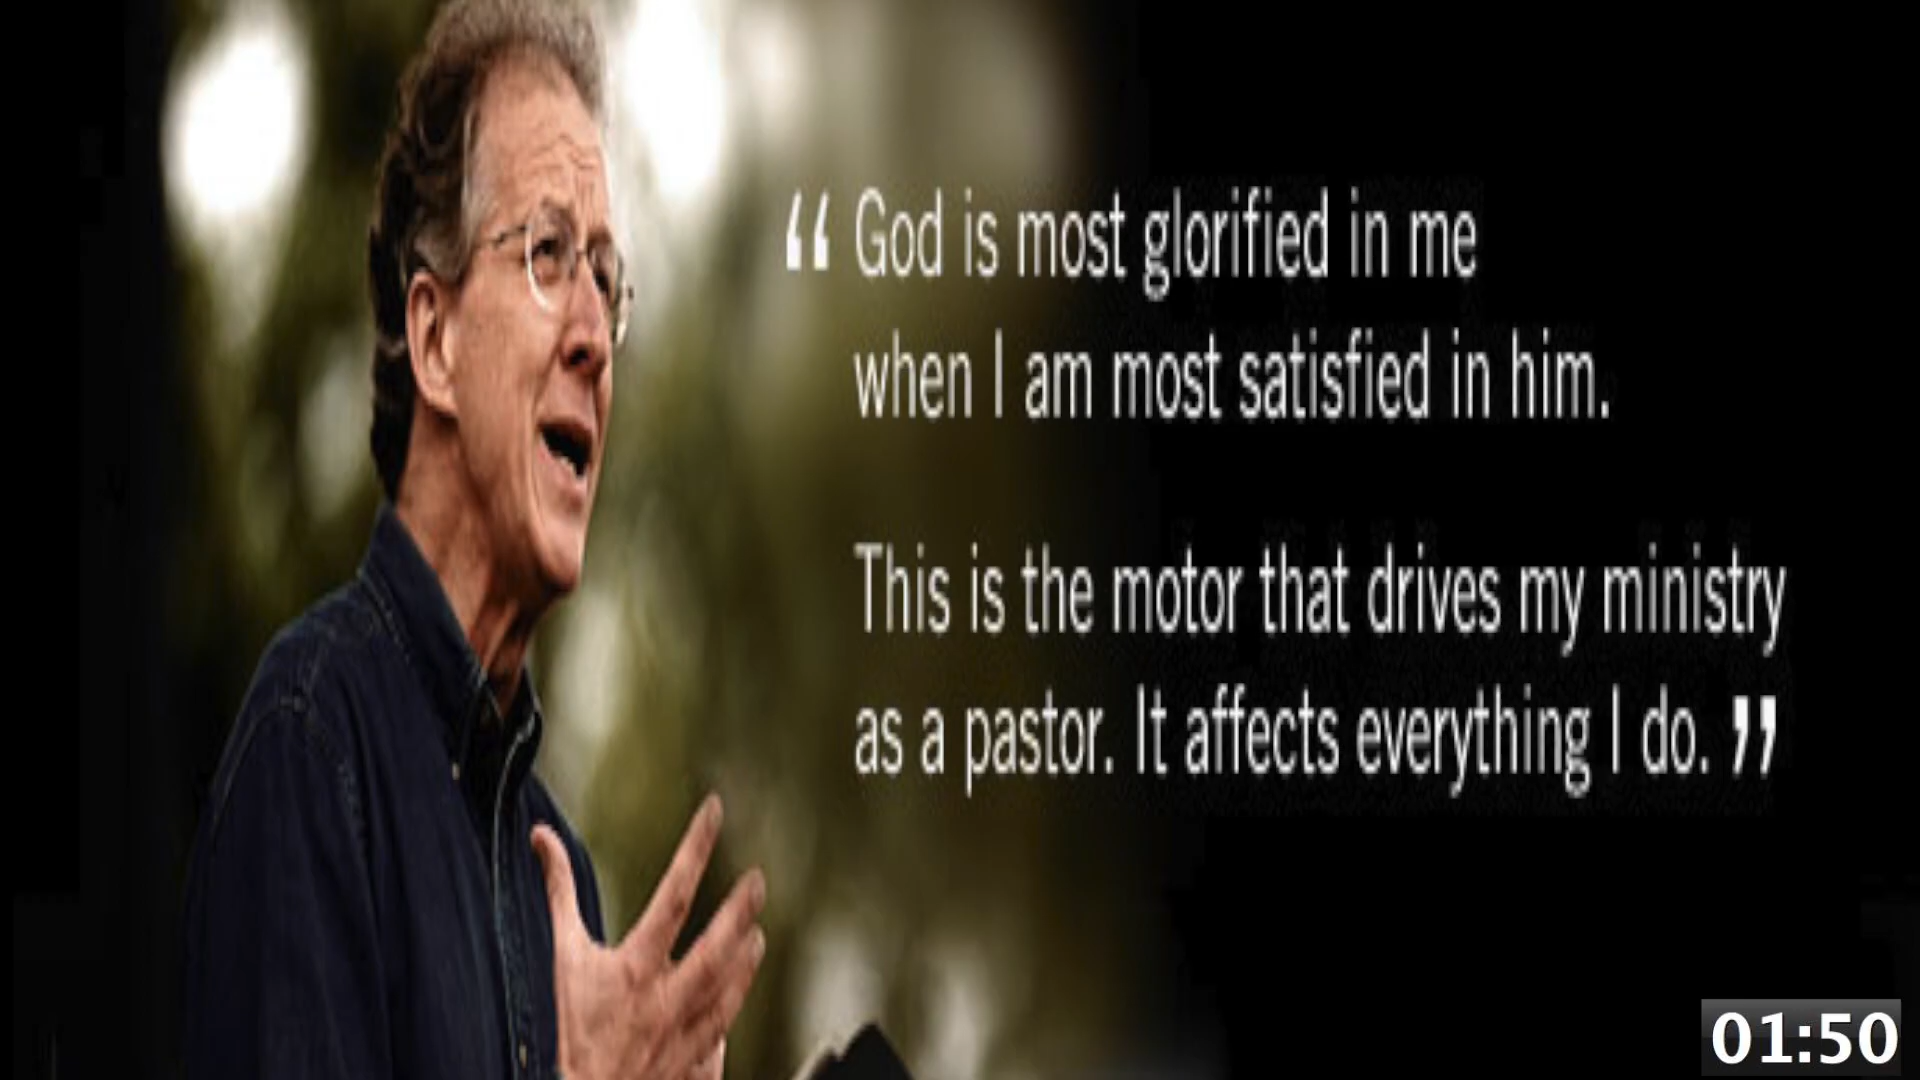 “God is most glorified in me
when I am most satisfied in him.
This is the motor that drives my ministry
as a pastor. It affects everything I do.”
01:50